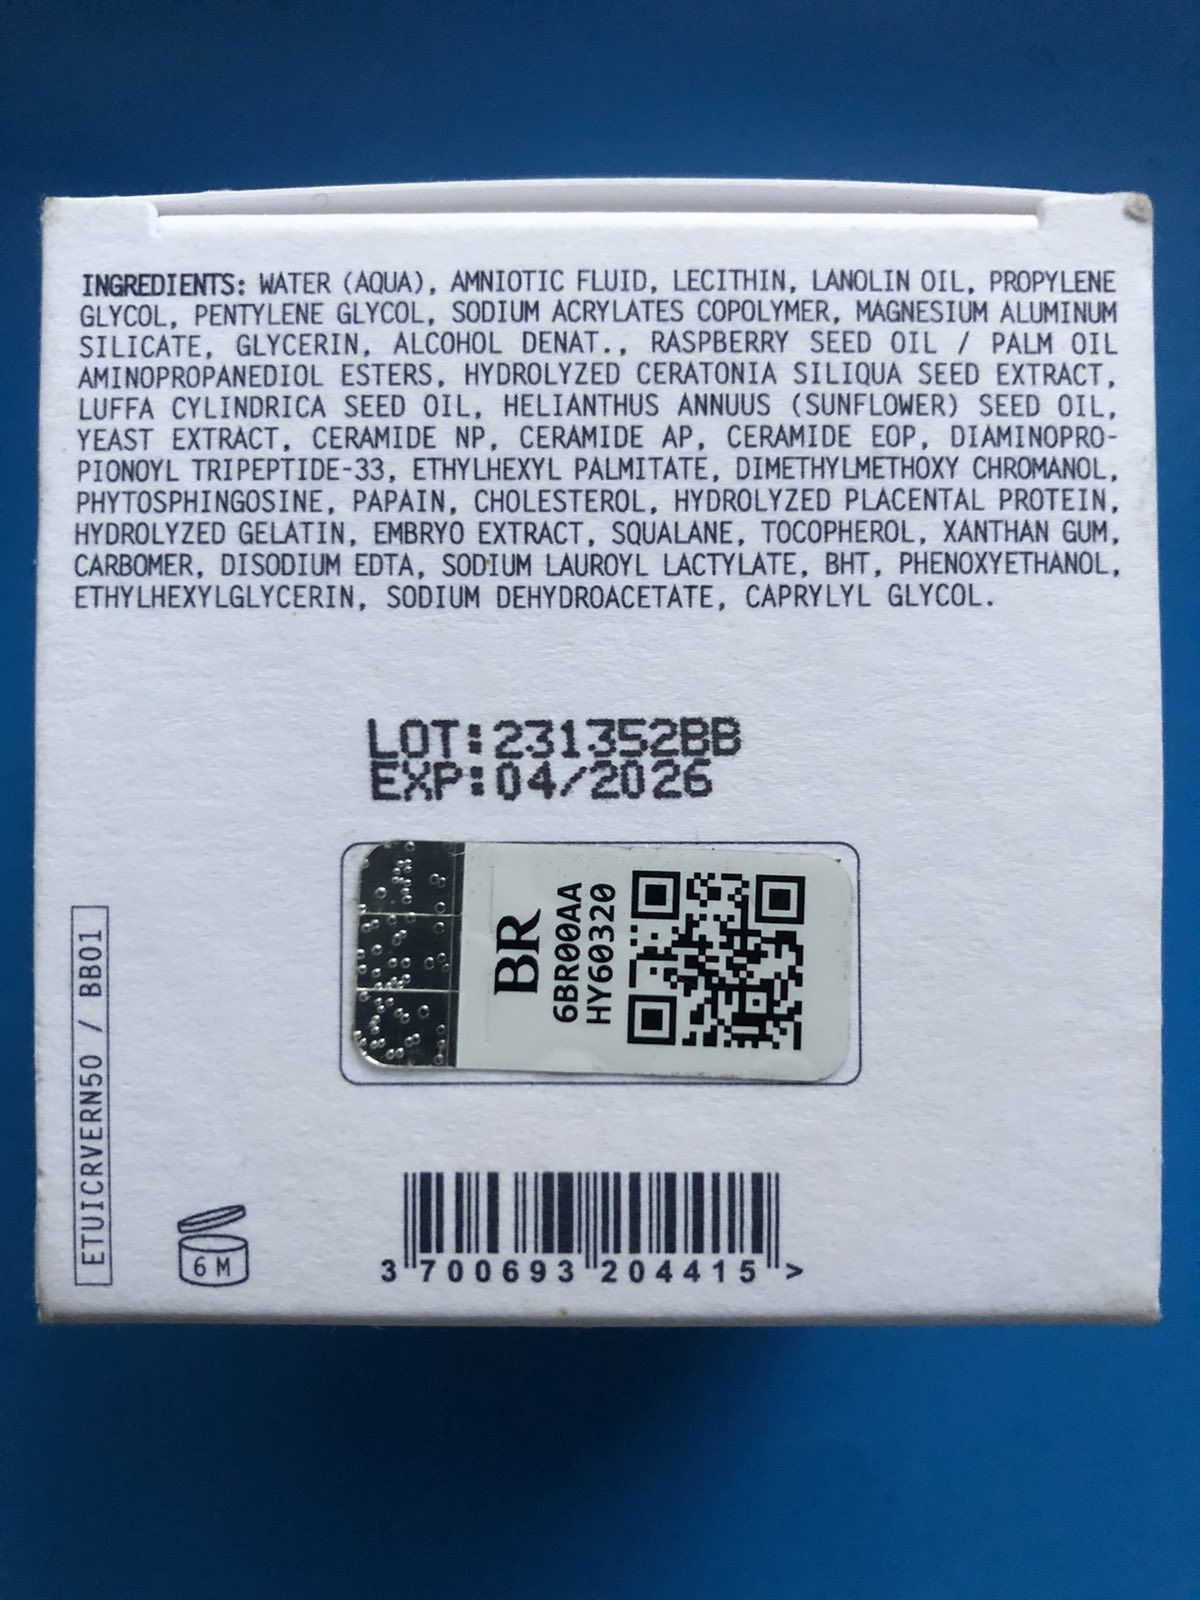 INGREDIENTS: WATER (AQUA), AMNIOTIC FLUID, LECITHIN, LANOLIN OIL, PROPYLENE
GLYCOL, PENTYLENE GLYCOL, SODIUM ACRYLATES COPOLYMER, MAGNESIUM ALUMINUM
SILICATE, GLYCERIN, ALCOHOL DENAT., RASPBERRY SEED OIL / PALM OIL
AMINOPROPANEDIOL ESTERS, HYDROLYZED CERATONIA SILIQUA SEED EXTRACT,
LUFFA CYLINDRICA SEED OIL, HELIANTHUS ANNUUS (SUNFLOWER) SEED OIL,
YEAST EXTRACT, CERAMIDE NP, CERAMIDE AP, CERAMIDE EOP, DIAMINOPRO-
PIONOYL TRIPEPTIDE-33, ETHYLHEXYL PALMITATE, DIMETHYLMETHOXY CHROMANOL,
PHYTOSPHINGOSINE, PAPAIN, CHOLESTEROL, HYDROLYZED PLACENTAL PROTEIN,
HYDROLYZED GELATIN, EMBRYO EXTRACT, SQUALANE, TOCOPHEROL, XANTHAN GUM,
CARBOMER, DISODIUM EDTA, SODIUM LAUROYL LACTYLATE, BHT, PHENOXYETHANOL,
ETHYLHEXYLGLYCERIN, SODIUM DEHYDROACETATE, CAPRYLYL GLYCOL.
LOT:231352BB
EXP:04/2026
BR
6BR00AA
HY60320
ETUICRVERN50 / BB01
6 M
3 700693 204415 >